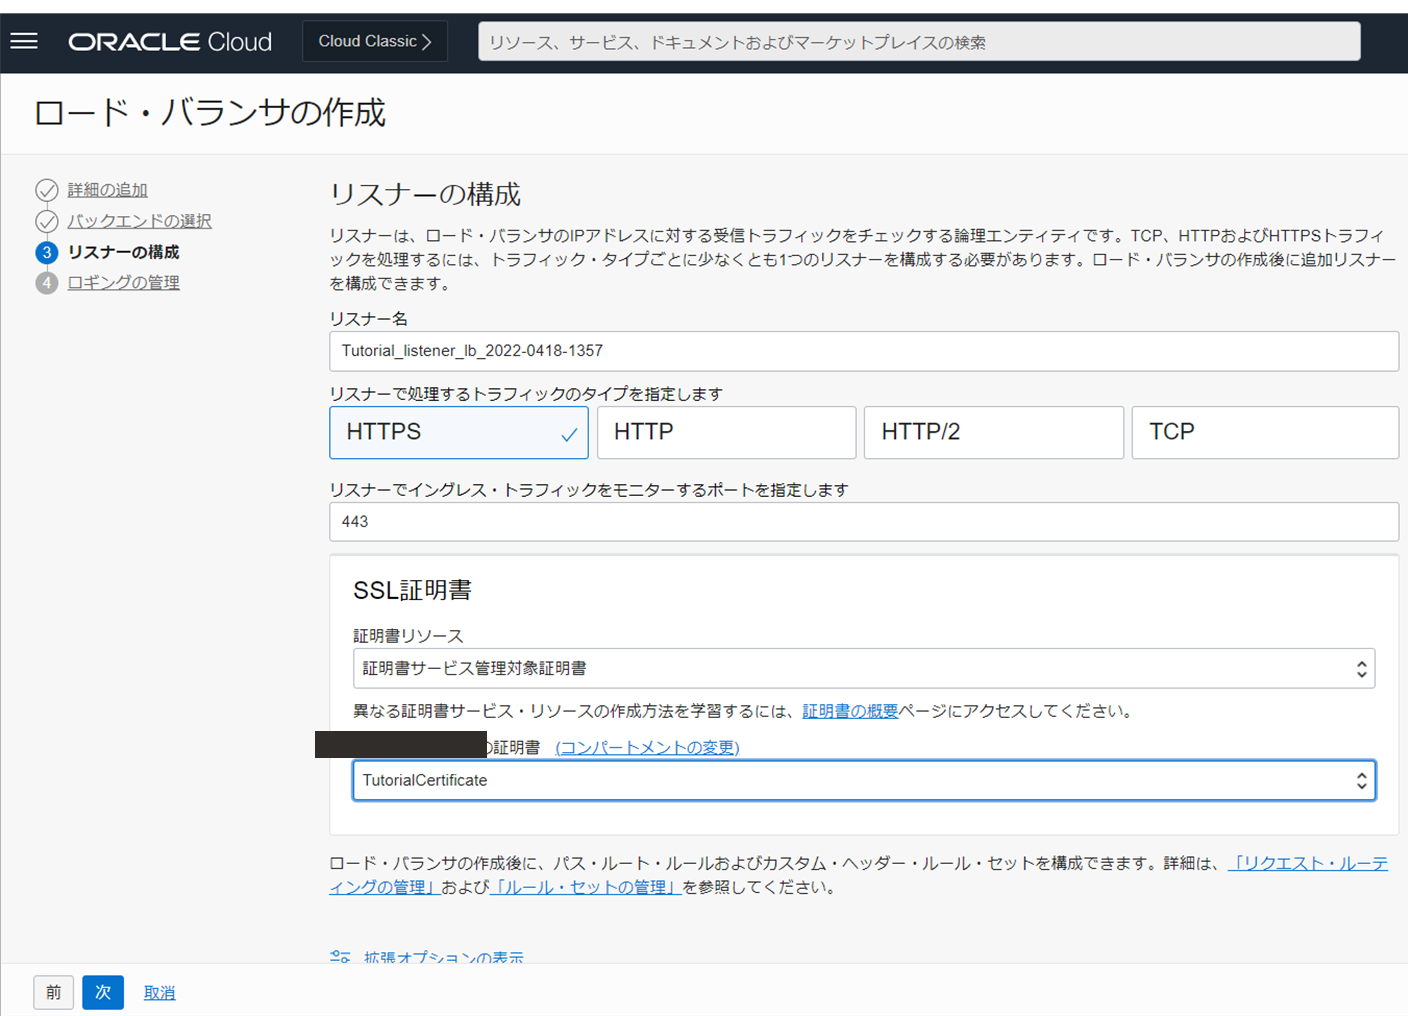 ORACLE Cloud
Cloud Classic
リソース、サービス、ドキュメントおよびマーケットプレイスの検索
ロード・バランサの作成
詳細の追加
バックエンドの選択
3 リスナーの構成
4 ロギングの管理
リスナーの構成
リスナーは、ロード・バランサのIPアドレスに対する受信トラフィックをチェックする論理エンティティです。TCP、HTTPおよびHTTPSトラフィ
ックを処理するには、トラフィック・タイプごとに少なくとも1つのリスナーを構成する必要があります。ロード・バランサの作成後に追加リスナー
を構成できます。
リスナー名
Tutorial_listener_lb_2022-0418-1357
リスナーで処理するトラフィックのタイプを指定します
HTTPS HTTP HTTP/2 TCP
リスナーでイングレス・トラフィックをモニターするポートを指定します
443
SSL証明書
証明書リソース
証明書サービス管理対象証明書
異なる証明書サービス・リソースの作成方法を学習するには、証明書の概要ページにアクセスしてください。
の証明書 (コンパートメントの変更)
TutorialCertificate
ロード・バランサの作成後に、パス・ルート・ルールおよびカスタム・ヘッダー・ルール・セットを構成できます。詳細は、「リクエスト・ルーテ
ィングの管理」および「ルール・セットの管理」を参照してください。
拡張オプションの表示
前 次 取消